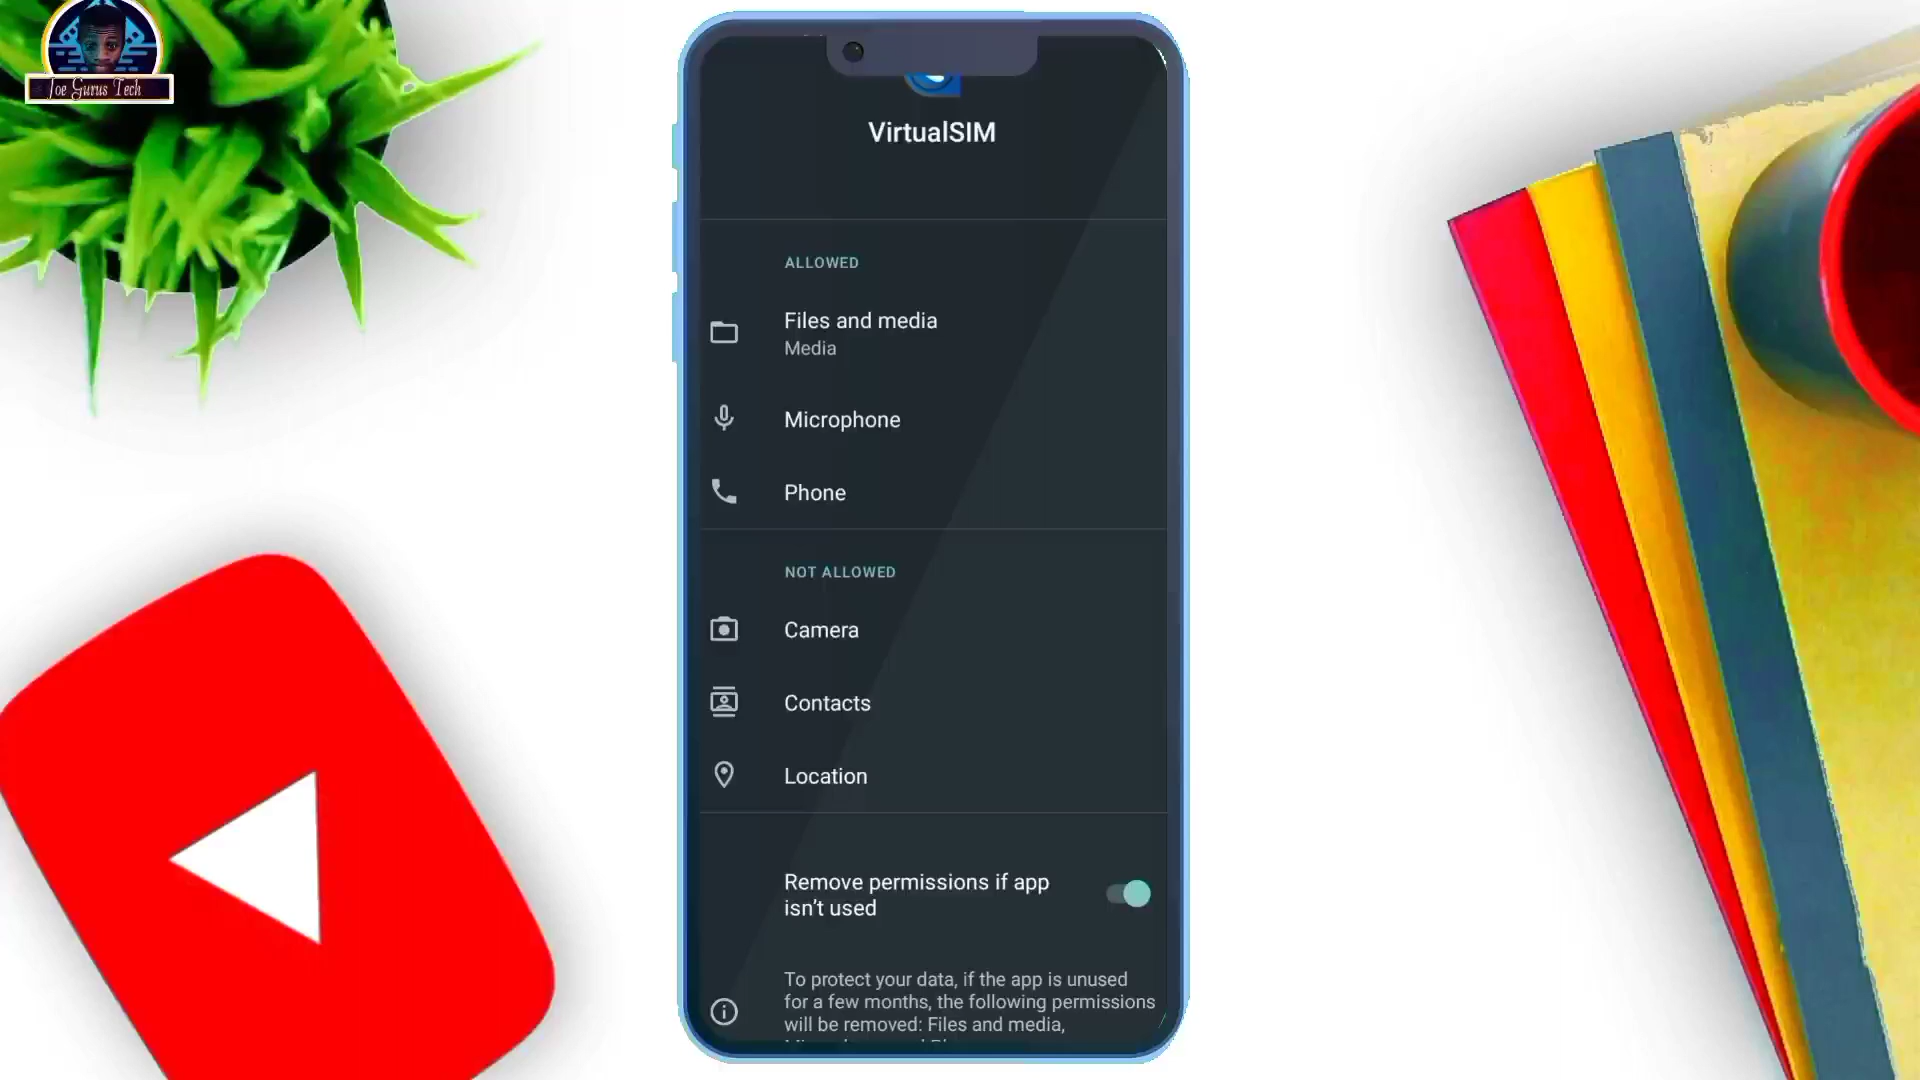 Joe Gurus Tech
VirtualSIM
ALLOWED
Files and media
Media
Microphone
Phone
NOT ALLOWED
Camera
Contacts
Location
Remove permissions if app
isn't used
To protect your data, if the app is unused
for a few months, the following permissions
will be removed: Files and media,